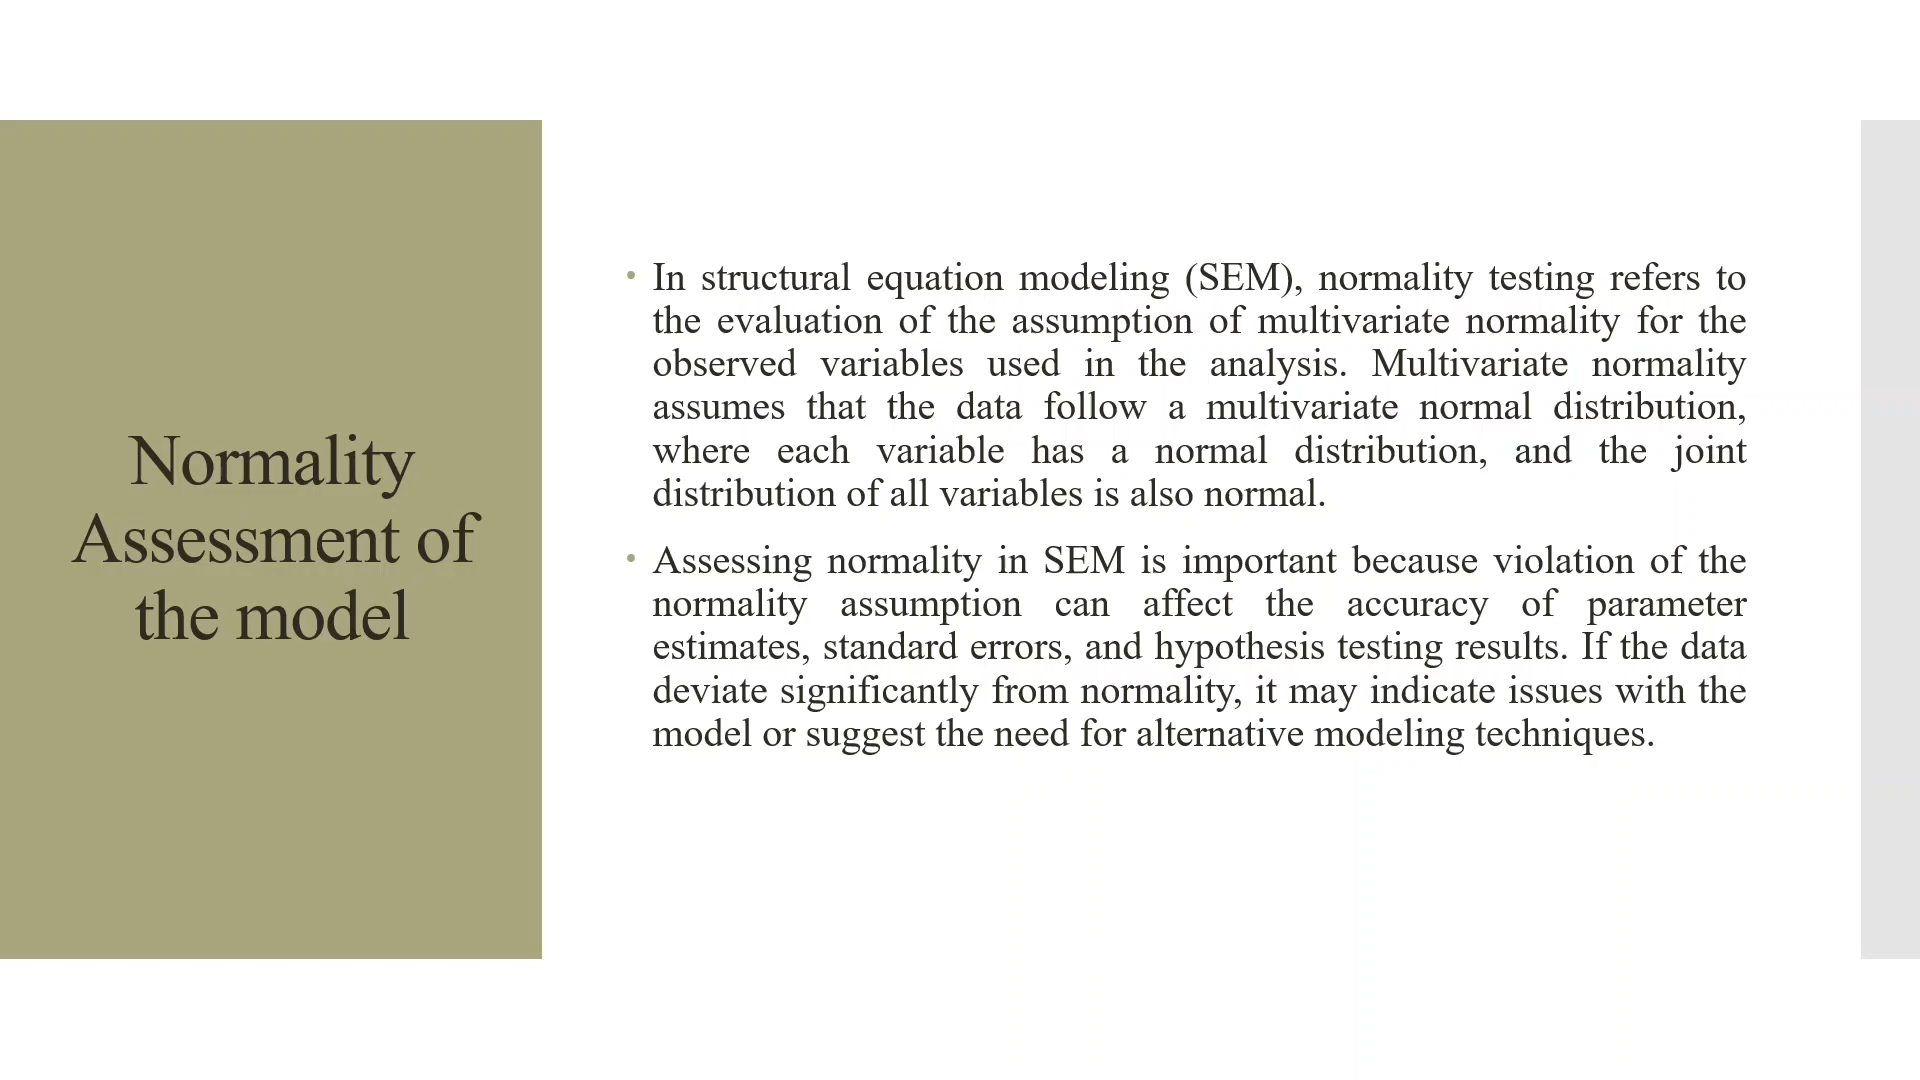 Normality
Assessment of
the model
• In structural equation modeling (SEM), normality testing refers to
the evaluation of the assumption of multivariate normality for the
observed variables used in the analysis. Multivariate normality
assumes that the data follow a multivariate normal distribution,
where each variable has a normal distribution, and the joint
distribution of all variables is also normal.
• Assessing normality in SEM is important because violation of the
normality assumption can affect the accuracy of parameter
estimates, standard errors, and hypothesis testing results. If the data
deviate significantly from normality, it may indicate issues with the
model or suggest the need for alternative modeling techniques.